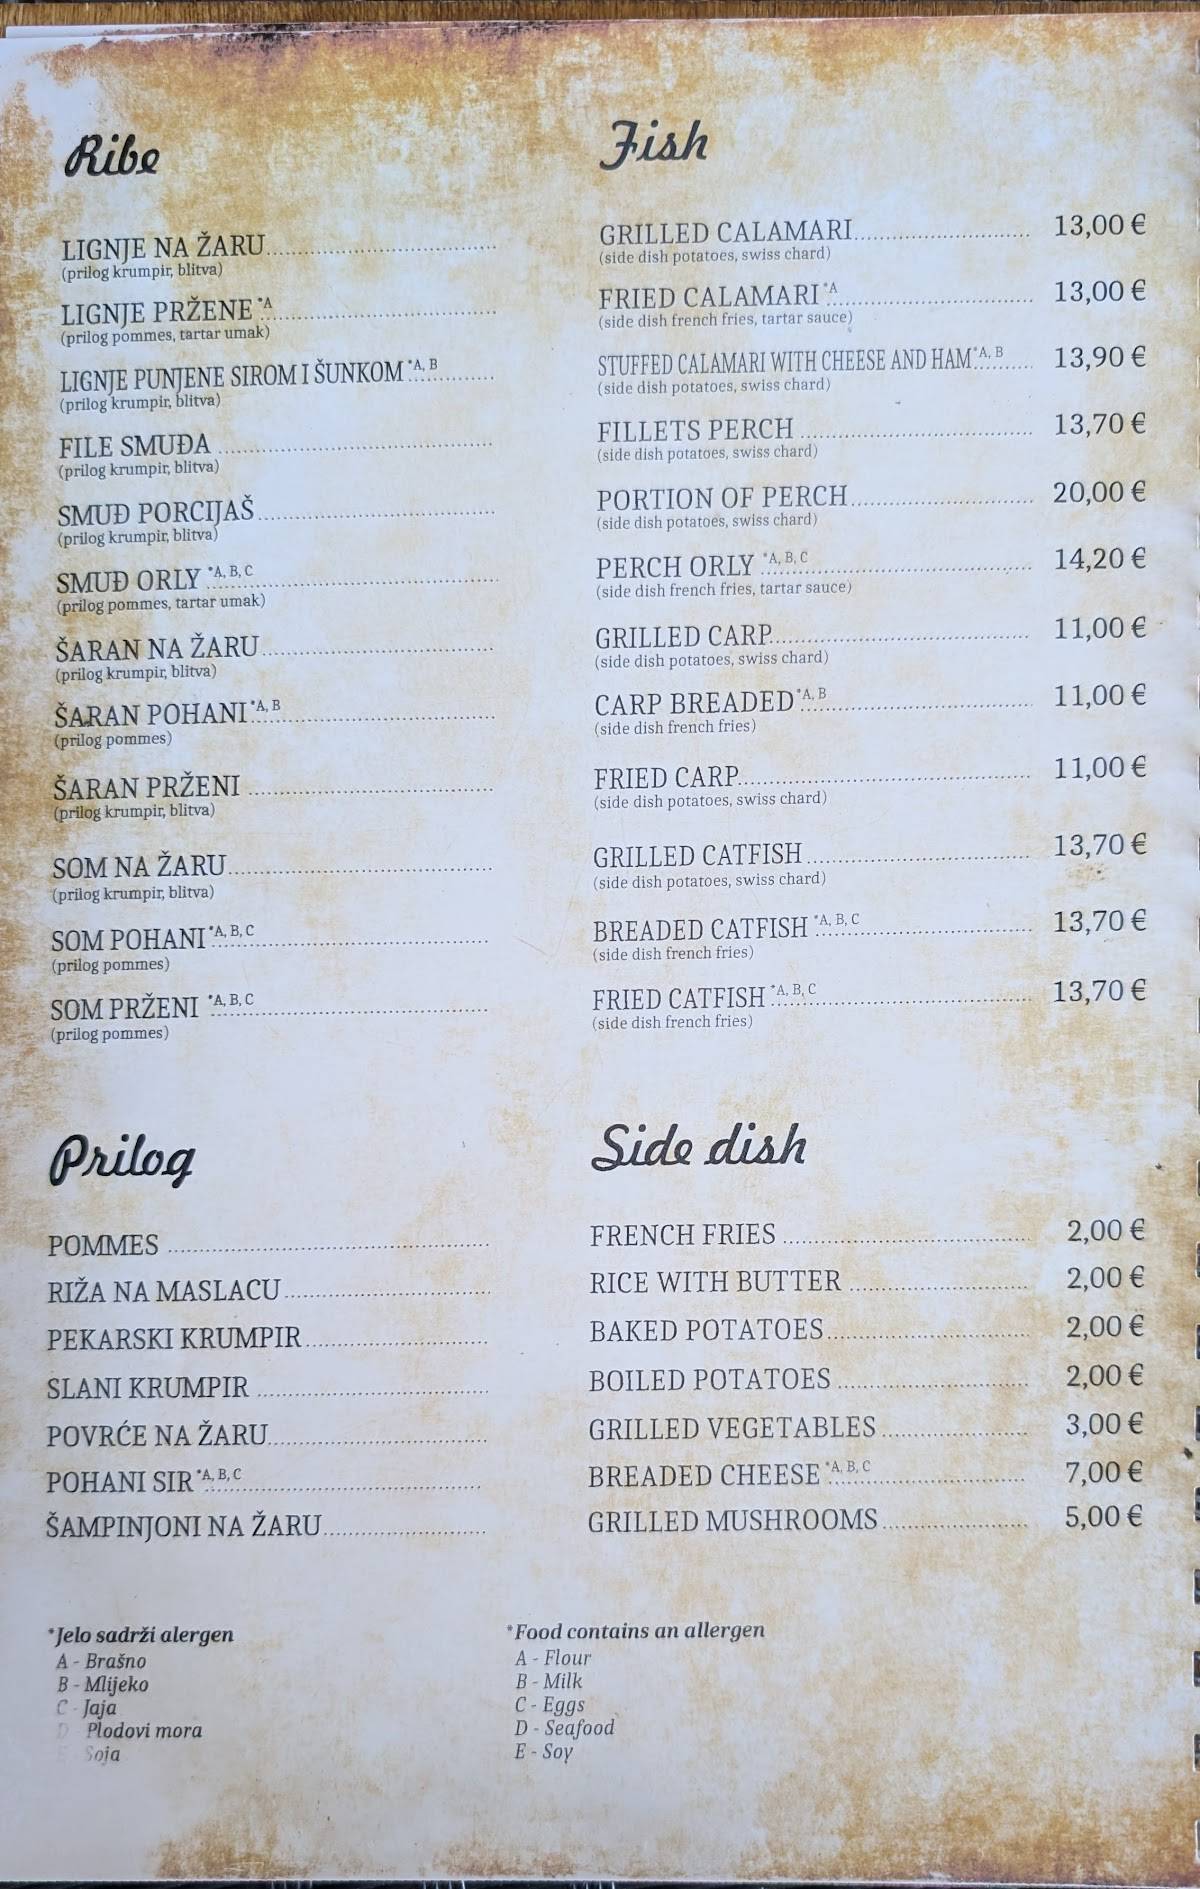 Ribe
LIGNJE NA ŽARU
(prilog krumpir, blitva)
LIGNJE PRŽENE *A
(prilog pommes, tartar umak)
LIGNJE PUNJENE SIROM I ŠUNKOM *A, B
(prilog krumpir, blitva)
FILE SMUĐA
(prilog krumpir, blitva)
SMUĐ PORCIJAŠ
(prilog krumpir, blitva)
SMUĐ ORLY *A, B, C
(prilog pommes, tartar umak)
ŠARAN NA ŽARU
(prilog krumpir, blitva)
ŠARAN POHANI *A, B
(prilog pommes)
ŠARAN PRŽENI
(prilog krumpir, blitva)
SOM NA ŽARU
(prilog krumpir, blitva)
SOM POHANI *A, B, C
(prilog pommes)
SOM PRŽENI *A, B, C
(prilog pommes)
Fish
GRILLED CALAMARI 13,00 €
(side dish potatoes, swiss chard)
FRIED CALAMARI *A 13,00 €
(side dish french fries, tartar sauce)
STUFFED CALAMARI WITH CHEESE AND HAM *A, B 13,90 €
(side dish potatoes, swiss chard)
FILLETS PERCH 13,70 €
(side dish potatoes, swiss chard)
PORTION OF PERCH 20,00 €
(side dish potatoes, swiss chard)
PERCH ORLY *A, B, C 14,20 €
(side dish french fries, tartar sauce)
GRILLED CARP 11,00 €
(side dish potatoes, swiss chard)
CARP BREADED *A, B 11,00 €
(side dish french fries)
FRIED CARP 11,00 €
(side dish potatoes, swiss chard)
GRILLED CATFISH 13,70 €
(side dish potatoes, swiss chard)
BREADED CATFISH *A, B, C 13,70 €
(side dish french fries)
FRIED CATFISH *A, B, C 13,70 €
(side dish french fries)
Prilog
POMMES
RIŽA NA MASLACU
PEKARSKI KRUMPIR
SLANI KRUMPIR
POVRĆE NA ŽARU
POHANI SIR *A, B, C
ŠAMPINJONI NA ŽARU
Side dish
FRENCH FRIES 2,00 €
RICE WITH BUTTER 2,00 €
BAKED POTATOES 2,00 €
BOILED POTATOES 2,00 €
GRILLED VEGETABLES 3,00 €
BREADED CHEESE *A, B, C 7,00 €
GRILLED MUSHROOMS 5,00 €
*Jelo sadrži alergen
A - Brašno
B - Mlijeko
C - Jaja
D Plodovi mora
E Soja
*Food contains an allergen
A - Flour
B - Milk
C - Eggs
D - Seafood
E - Soy